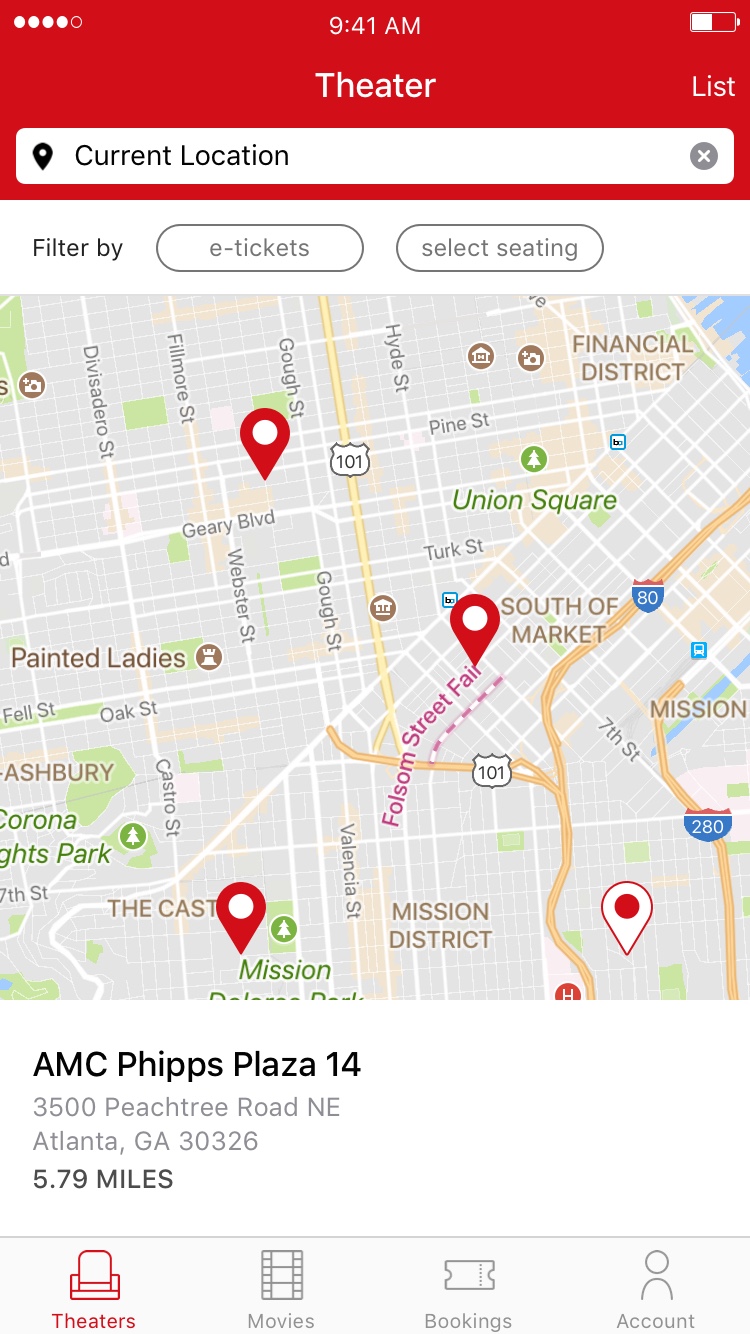 9:41 AM
Theater
List
Current Location
Filter by
e-tickets
select seating
FINANCIAL
DISTRICT
Hyde St
Gough St
Fillmore St
Divisadero St
Pine St
101
Union Square
Geary Blvd
Turk St
Webster St
Gough St
80
SOUTH OF
MARKET
Painted Ladies
Fell St
Oak St
MISSION
7th St
Folsom Street Fair
-ASHBURY
Castro St
101
280
Corona
ghts Park
7th St
Valencia St
THE CAST
MISSION
DISTRICT
Mission
Dolores Park
H
AMC Phipps Plaza 14
3500 Peachtree Road NE
Atlanta, GA 30326
5.79 MILES
Theaters
Movies
Bookings
Account